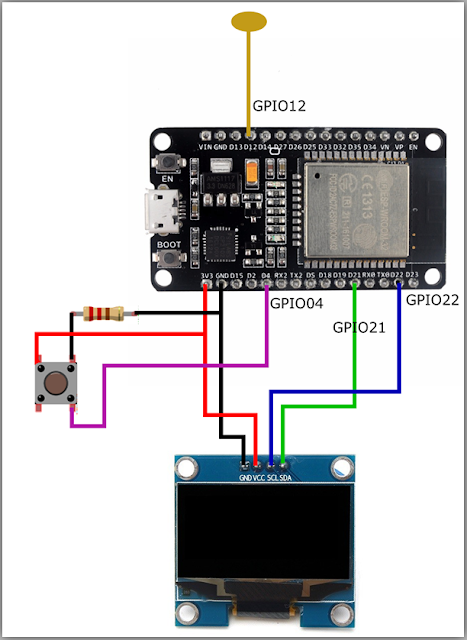 GPIO12
VIN GND D13 D12 D14 D27 D26 D25 D33 D32 D35 D34 VN VP EN
EN
CE1313
BOOT
3V3 GND D15 D2 D4 RX2 TX2 D5 D18 D19 D21 RX0 TX0 D22 D23
GPIO04
GPIO22
GPIO21
GND VCC SCL SDA